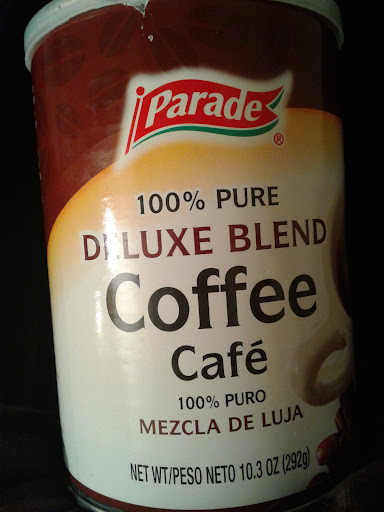 Parade
®
100% PURE
DELUXE BLEND
Coffee
Café
100% PURO
MEZCLA DE LUJA
NET WT/PESO NETO 10.3 OZ (292g)